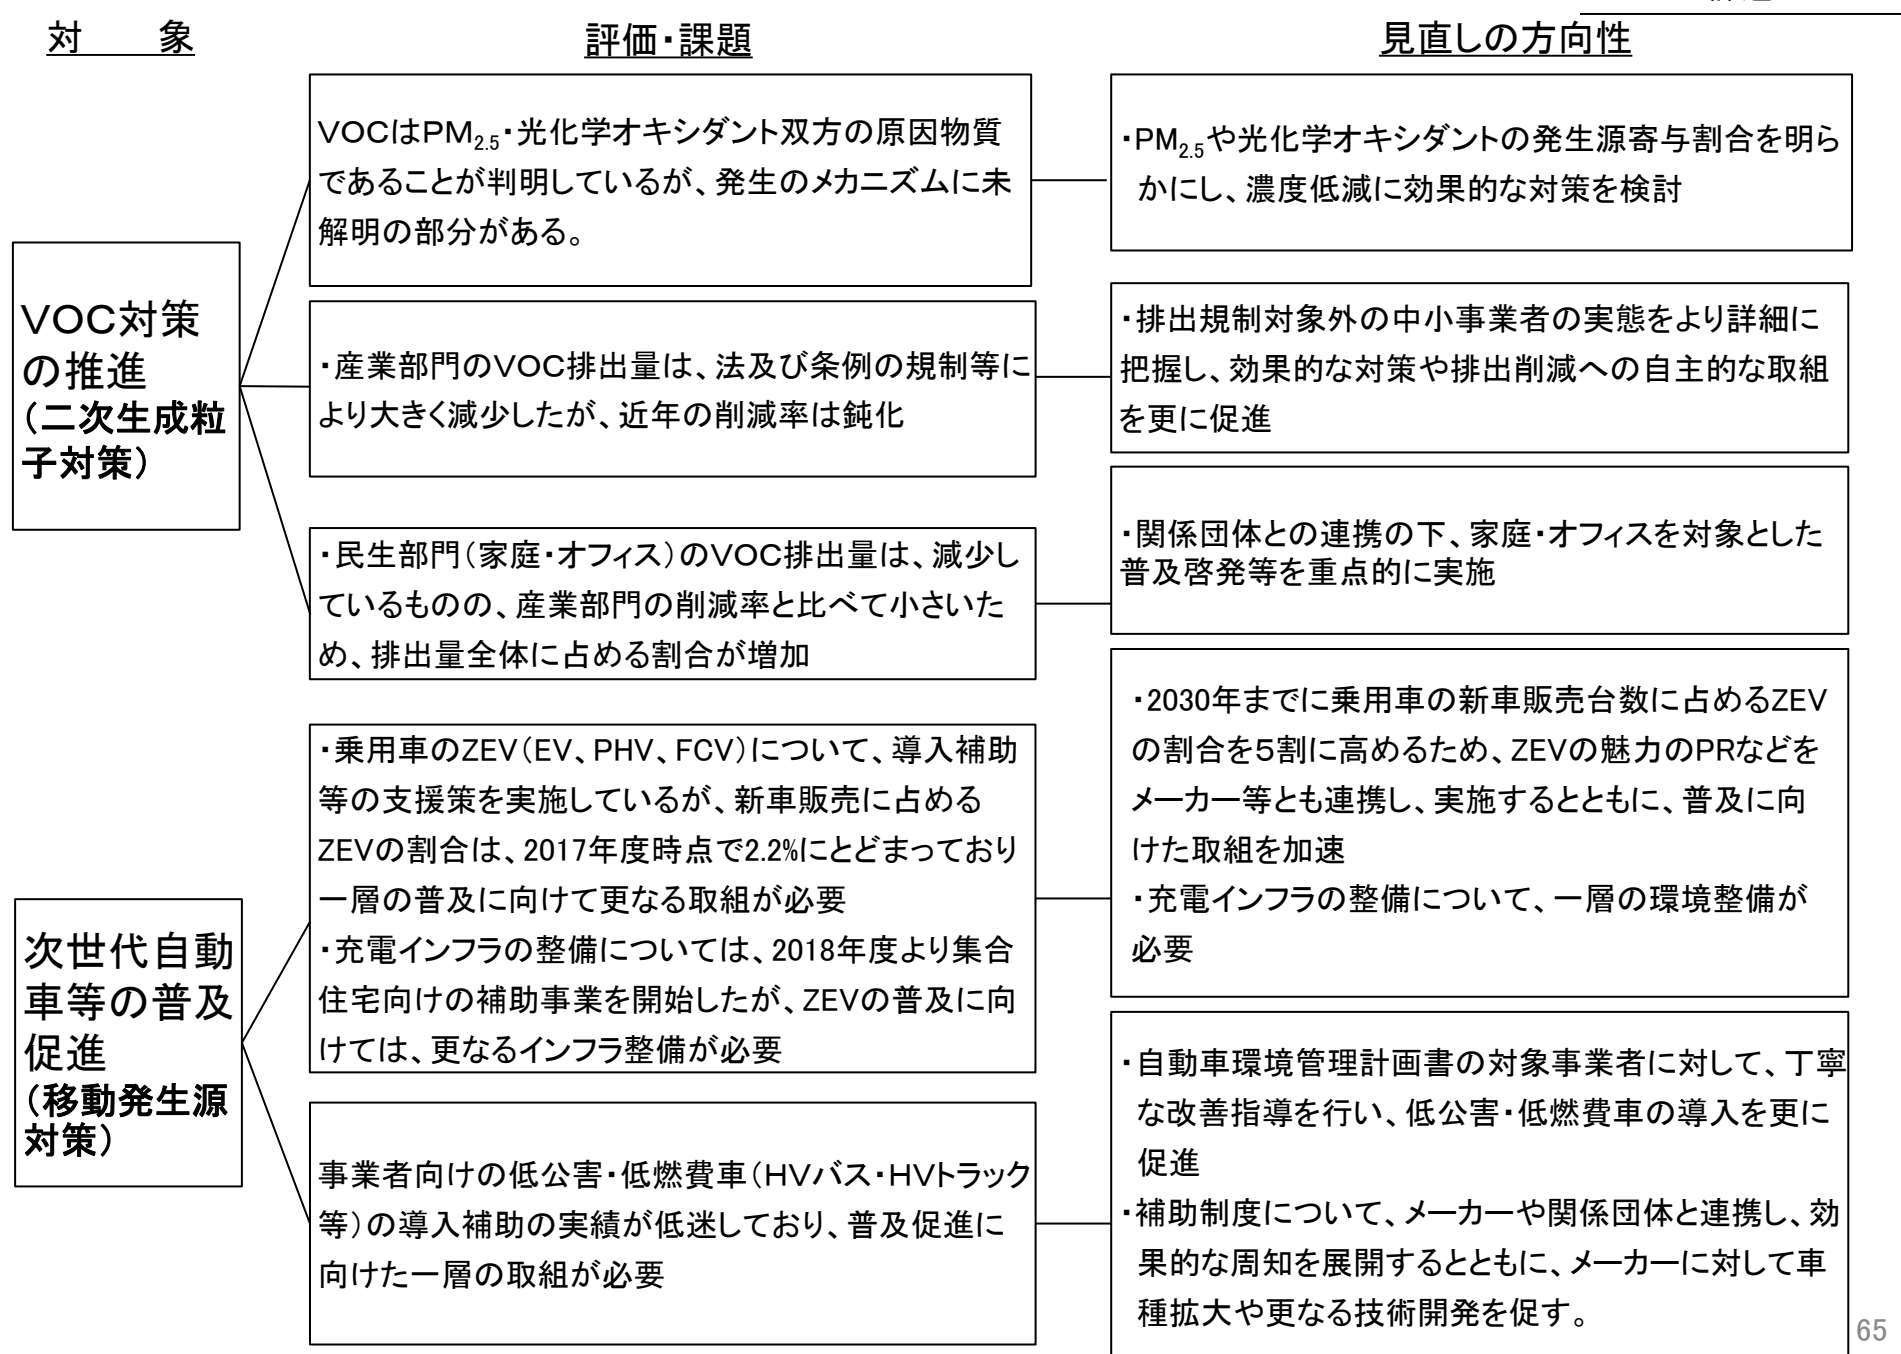 対　　象
評価・課題
見直しの方向性
VOC対策
の推進
（二次生成粒
子対策）
VOCはPM2.5・光化学オキシダント双方の原因物質
であることが判明しているが、発生のメカニズムに未
解明の部分がある。
・PM2.5や光化学オキシダントの発生源寄与割合を明ら
かにし、濃度低減に効果的な対策を検討
・産業部門のVOC排出量は、法及び条例の規制等に
より大きく減少したが、近年の削減率は鈍化
・排出規制対象外の中小事業者の実態をより詳細に
把握し、効果的な対策や排出削減への自主的な取組
を更に促進
・民生部門（家庭・オフィス）のVOC排出量は、減少し
ているものの、産業部門の削減率と比べて小さいた
め、排出量全体に占める割合が増加
・関係団体との連携の下、家庭・オフィスを対象とした
普及啓発等を重点的に実施
次世代自動
車等の普及
促進
（移動発生源
対策）
・乗用車のZEV（EV、PHV、FCV）について、導入補助
等の支援策を実施しているが、新車販売に占める
ZEVの割合は、2017年度時点で2.2%にとどまっており
一層の普及に向けて更なる取組が必要
・充電インフラの整備については、2018年度より集合
住宅向けの補助事業を開始したが、ZEVの普及に向
けては、更なるインフラ整備が必要
・2030年までに乗用車の新車販売台数に占めるZEV
の割合を５割に高めるため、ZEVの魅力のPRなどを
メーカー等とも連携し、実施するとともに、普及に向
けた取組を加速
・充電インフラの整備について、一層の環境整備が
必要
事業者向けの低公害・低燃費車（HVバス・HVトラック
等）の導入補助の実績が低迷しており、普及促進に
向けた一層の取組が必要
・自動車環境管理計画書の対象事業者に対して、丁寧
な改善指導を行い、低公害・低燃費車の導入を更に
促進
・補助制度について、メーカーや関係団体と連携し、効
果的な周知を展開するとともに、メーカーに対して車
種拡大や更なる技術開発を促す。
65